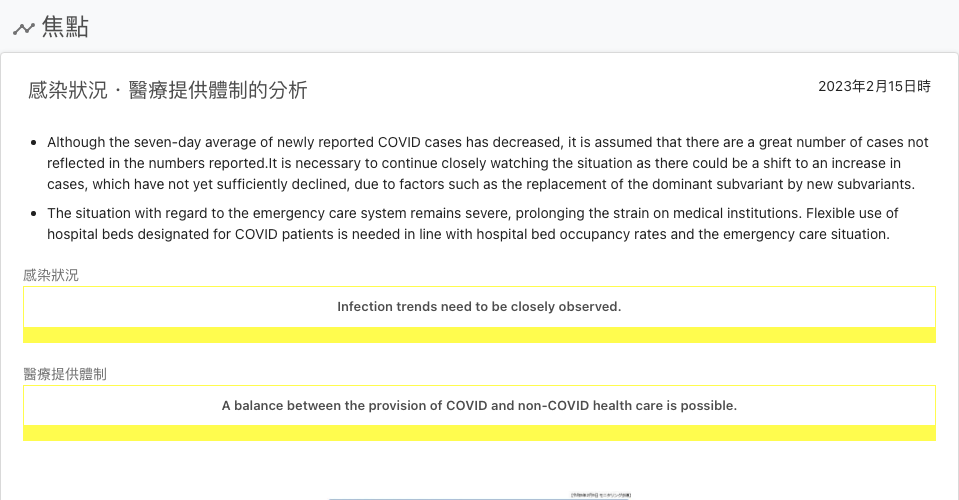 焦點
感染狀況・醫療提供體制的分析
2023年2月15日時
Although the seven-day average of newly reported COVID cases has decreased, it is assumed that there are a great number of cases not
reflected in the numbers reported.It is necessary to continue closely watching the situation as there could be a shift to an increase in
cases, which have not yet sufficiently declined, due to factors such as the replacement of the dominant subvariant by new subvariants.
The situation with regard to the emergency care system remains severe, prolonging the strain on medical institutions. Flexible use of
hospital beds designated for COVID patients is needed in line with hospital bed occupancy rates and the emergency care situation.
感染狀況
Infection trends need to be closely observed.
醫療提供體制
A balance between the provision of COVID and non-COVID health care is possible.